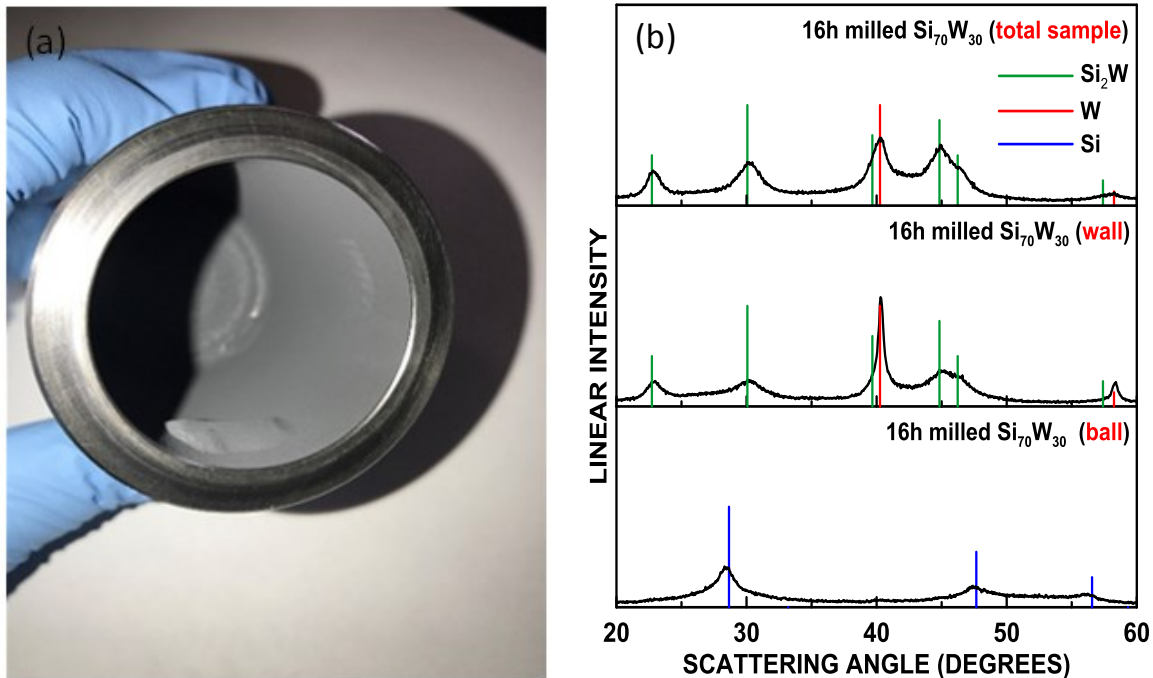 (a)
(b)
16h milled Si₇₀W₃₀ (total sample)
Si₂W
W
Si
16h milled Si₇₀W₃₀ (wall)
16h milled Si₇₀W₃₀ (ball)
LINEAR INTENSITY
20 30 40 50 60
SCATTERING ANGLE (DEGREES)